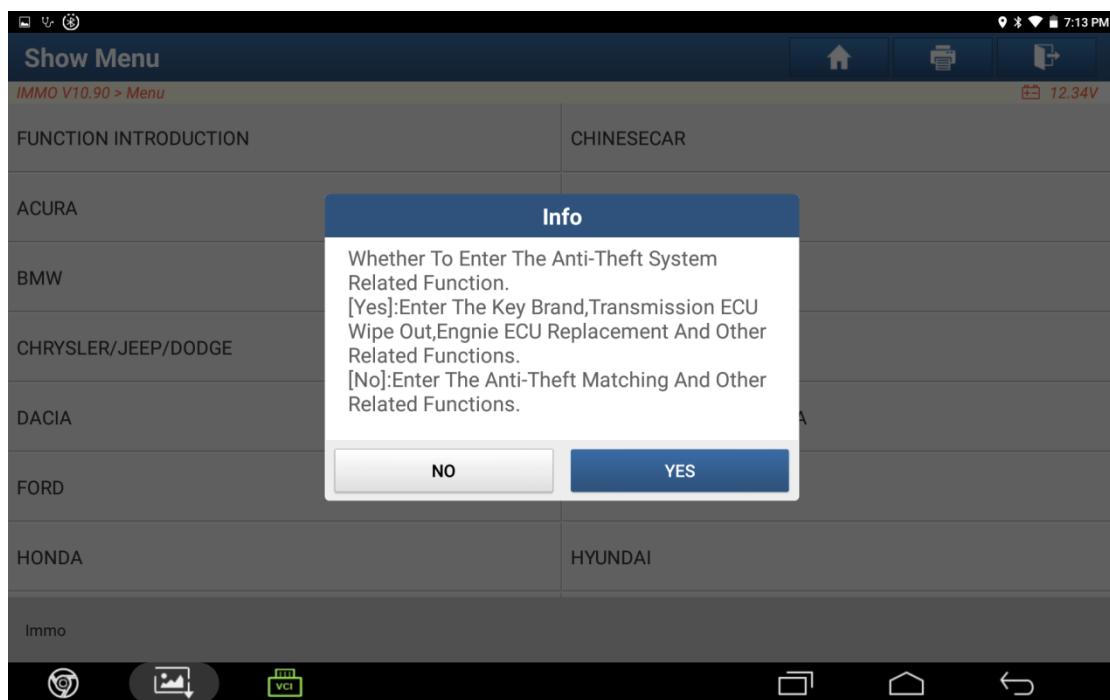 7:13 PM
Show Menu
IMMO V10.90 > Menu
12.34V
FUNCTION INTRODUCTION
CHINESECAR
ACURA
Info
Whether To Enter The Anti-Theft System
Related Function.
[Yes]:Enter The Key Brand,Transmission ECU
Wipe Out,Engnie ECU Replacement And Other
Related Functions.
[No]:Enter The Anti-Theft Matching And Other
Related Functions.
NO
YES
BMW
CHRYSLER/JEEP/DODGE
DACIA
FORD
HONDA
HYUNDAI
Immo
VCI